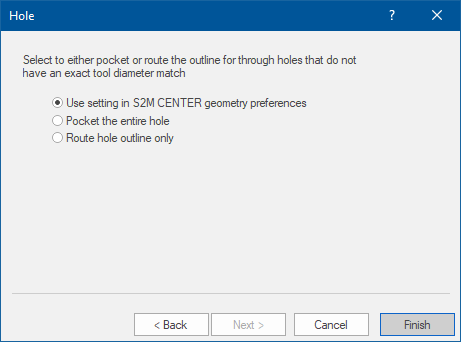 Hole
?
Select to either pocket or route the outline for through holes that do not
have an exact tool diameter match
Use setting in S2M CENTER geometry preferences
Pocket the entire hole
Route hole outline only
< Back
Next >
Cancel
Finish